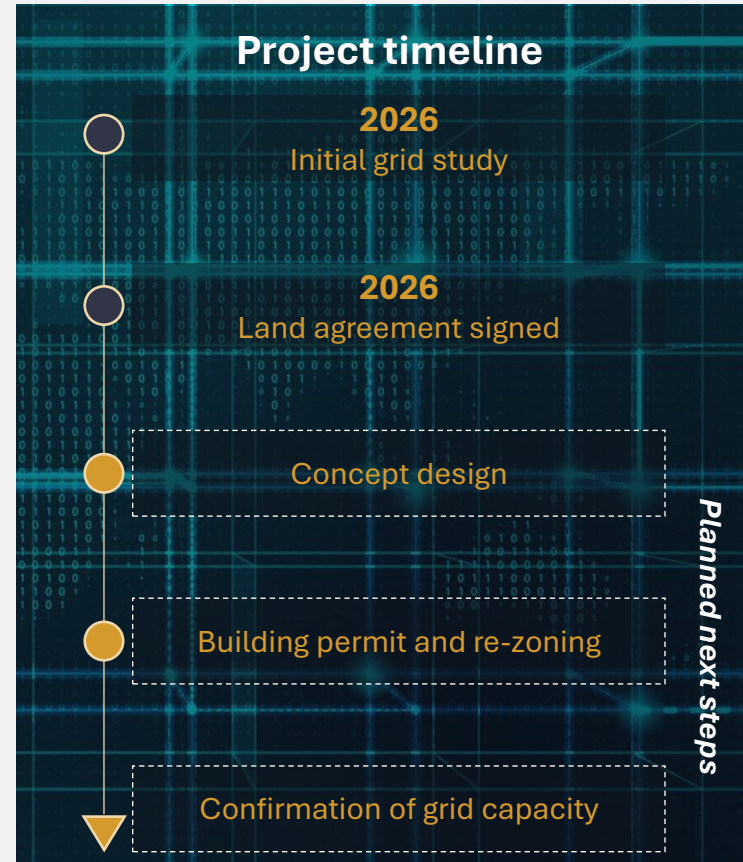 Project timeline
2026
Initial grid study
2026
Land agreement signed
Concept design
Building permit and re-zoning
Confirmation of grid capacity
Planned next steps